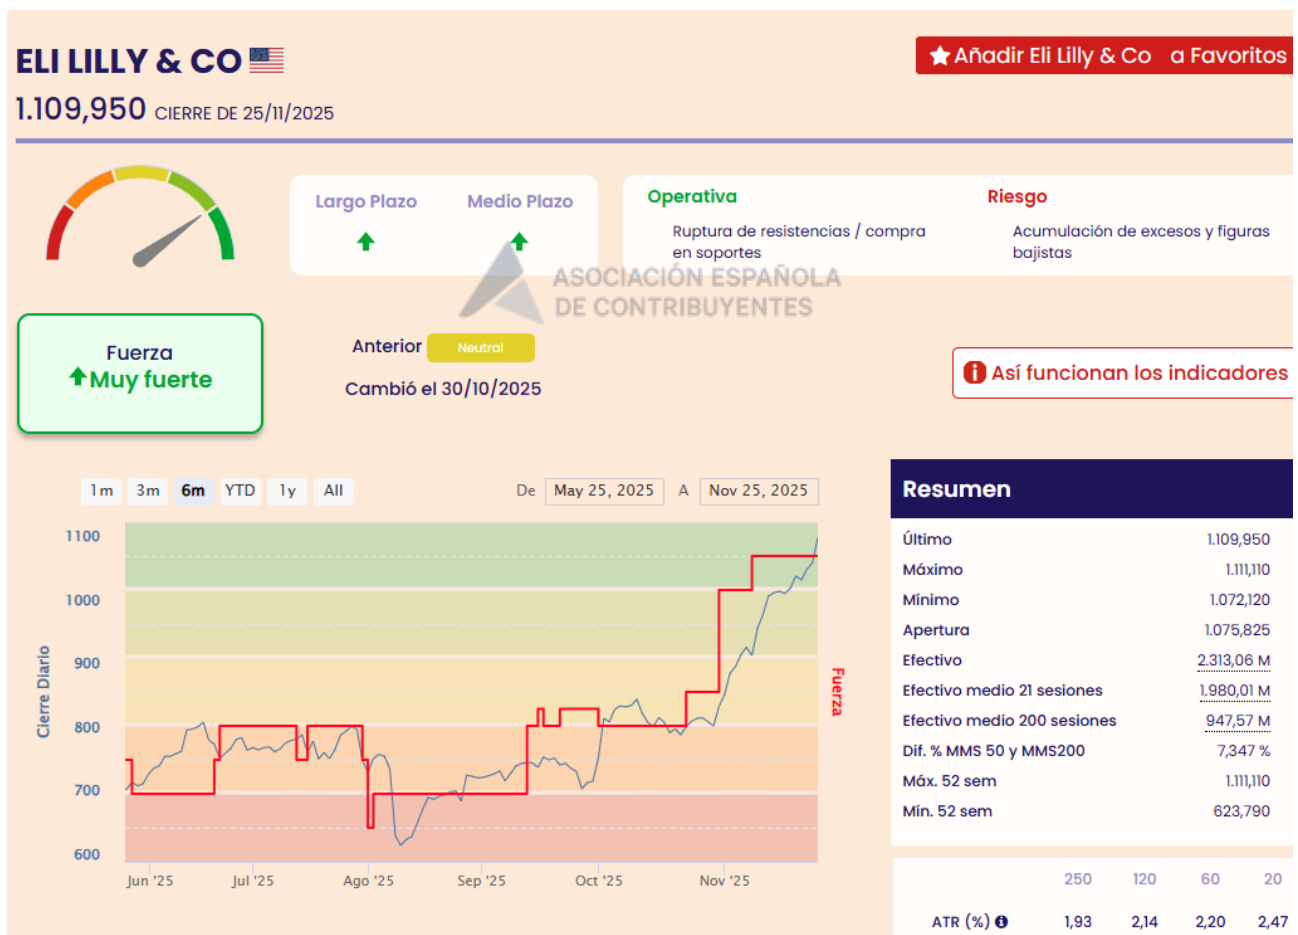 ELI LILLY & CO
Añadir Eli Lilly & Co a Favoritos
1.109,950 CIERRE DE 25/11/2025
Largo Plazo
Medio Plazo
Operativa
Ruptura de resistencias / compra
en soportes
Riesgo
Acumulación de excesos y figuras
bajistas
ASOCIACIÓN ESPAÑOLA
DE CONTRIBUYENTES
Fuerza
Muy fuerte
Anterior Neutral
Cambió el 30/10/2025
Así funcionan los indicadores
1m 3m 6m YTD 1y All
De May 25, 2025 A Nov 25, 2025
Cierre Diario
1100
1000
900
800
700
600
Fuerza
Jun '25 Jul '25 Ago '25 Sep '25 Oct '25 Nov '25
Resumen
Último 1.109,950
Máximo 1.111,110
Mínimo 1.072,120
Apertura 1.075,825
Efectivo 2.313,06 M
Efectivo medio 21 sesiones 1.980,01 M
Efectivo medio 200 sesiones 947,57 M
Dif. % MMS 50 y MMS200 7,347 %
Máx. 52 sem 1.111,110
Mín. 52 sem 623,790
250 120 60 20
ATR (%) 1,93 2,14 2,20 2,47